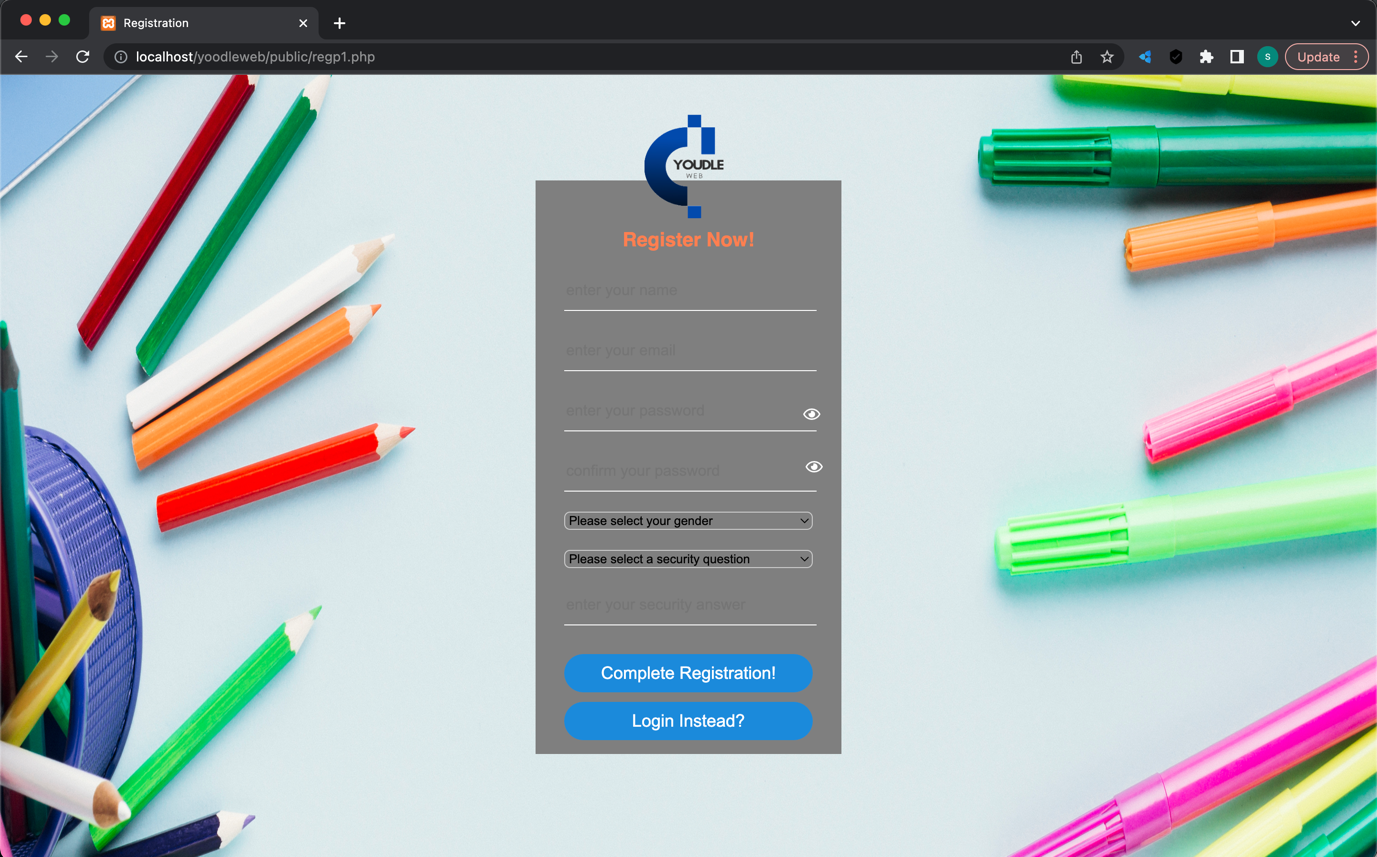 Registration
localhost/yoodleweb/public/regp1.php
S
Update
YOUDLE
WEB
Register Now!
enter your name
enter your email
enter your password
confirm your password
Please select your gender
Please select a security question
enter your security answer
Complete Registration!
Login Instead?